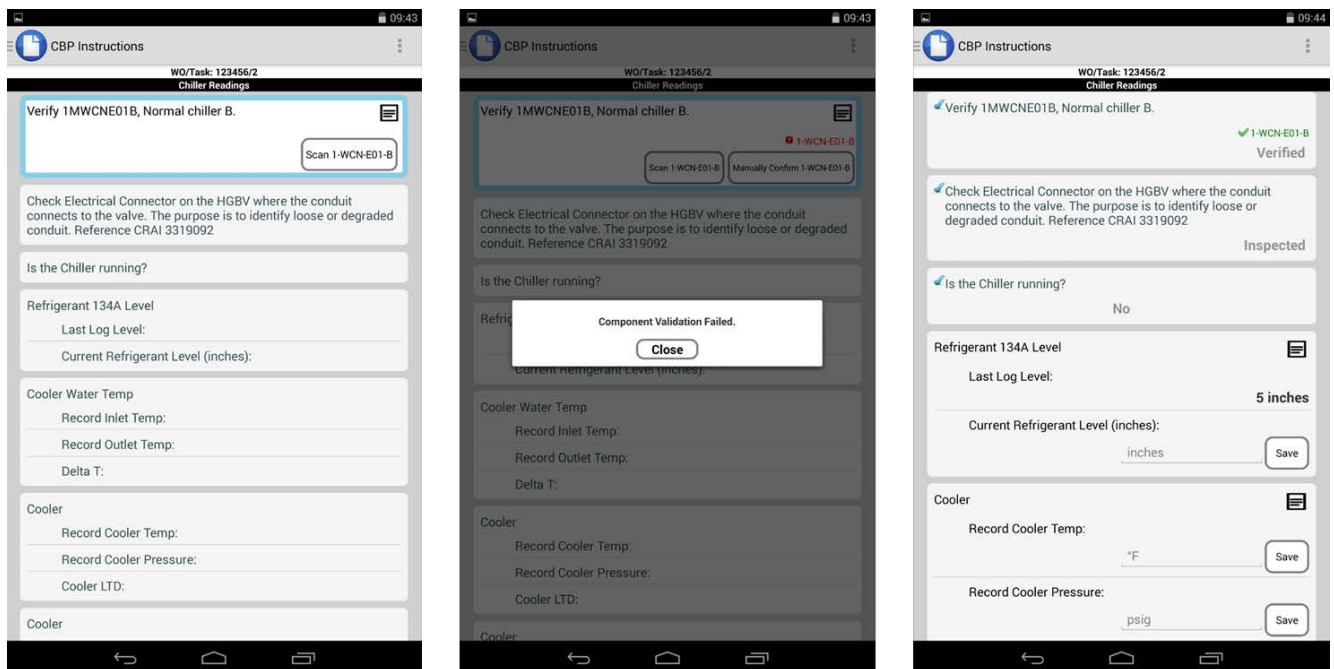 09:43
CBP Instructions
WO/Task: 123456/2
Chiller Readings
Verify 1MWCNE01B, Normal chiller B.
Scan 1-WCN-E01-B
Check Electrical Connector on the HGBV where the conduit
connects to the valve. The purpose is to identify loose or degraded
conduit. Reference CRAI 3319092
Is the Chiller running?
Refrigerant 134A Level
Last Log Level:
Current Refrigerant Level (inches):
Cooler Water Temp
Record Inlet Temp:
Record Outlet Temp:
Delta T:
Cooler
Record Cooler Temp:
Record Cooler Pressure:
Cooler LTD:
Cooler
09:43
CBP Instructions
WO/Task: 123456/2
Chiller Readings
Verify 1MWCNE01B, Normal chiller B.
1-WCN-E01-B
Scan 1-WCN-E01-B
Manually Confirm 1-WCN-E01-B
Check Electrical Connector on the HGBV where the conduit
connects to the valve. The purpose is to identify loose or degraded
conduit. Reference CRAI 3319092
Is the Chiller running?
Refrig
Component Validation Failed.
Close
Current Refrigerant Level (inches):
Cooler Water Temp
Record Inlet Temp:
Record Outlet Temp:
Delta T:
Cooler
Record Cooler Temp:
Record Cooler Pressure:
Cooler LTD:
Cooler
09:44
CBP Instructions
WO/Task: 123456/2
Chiller Readings
Verify 1MWCNE01B, Normal chiller B.
1-WCN-E01-B
Verified
Check Electrical Connector on the HGBV where the conduit
connects to the valve. The purpose is to identify loose or
degraded conduit. Reference CRAI 3319092
Inspected
Is the Chiller running?
No
Refrigerant 134A Level
Last Log Level:
5 inches
Current Refrigerant Level (inches):
inches
Save
Cooler
Record Cooler Temp:
°F
Save
Record Cooler Pressure:
psig
Save